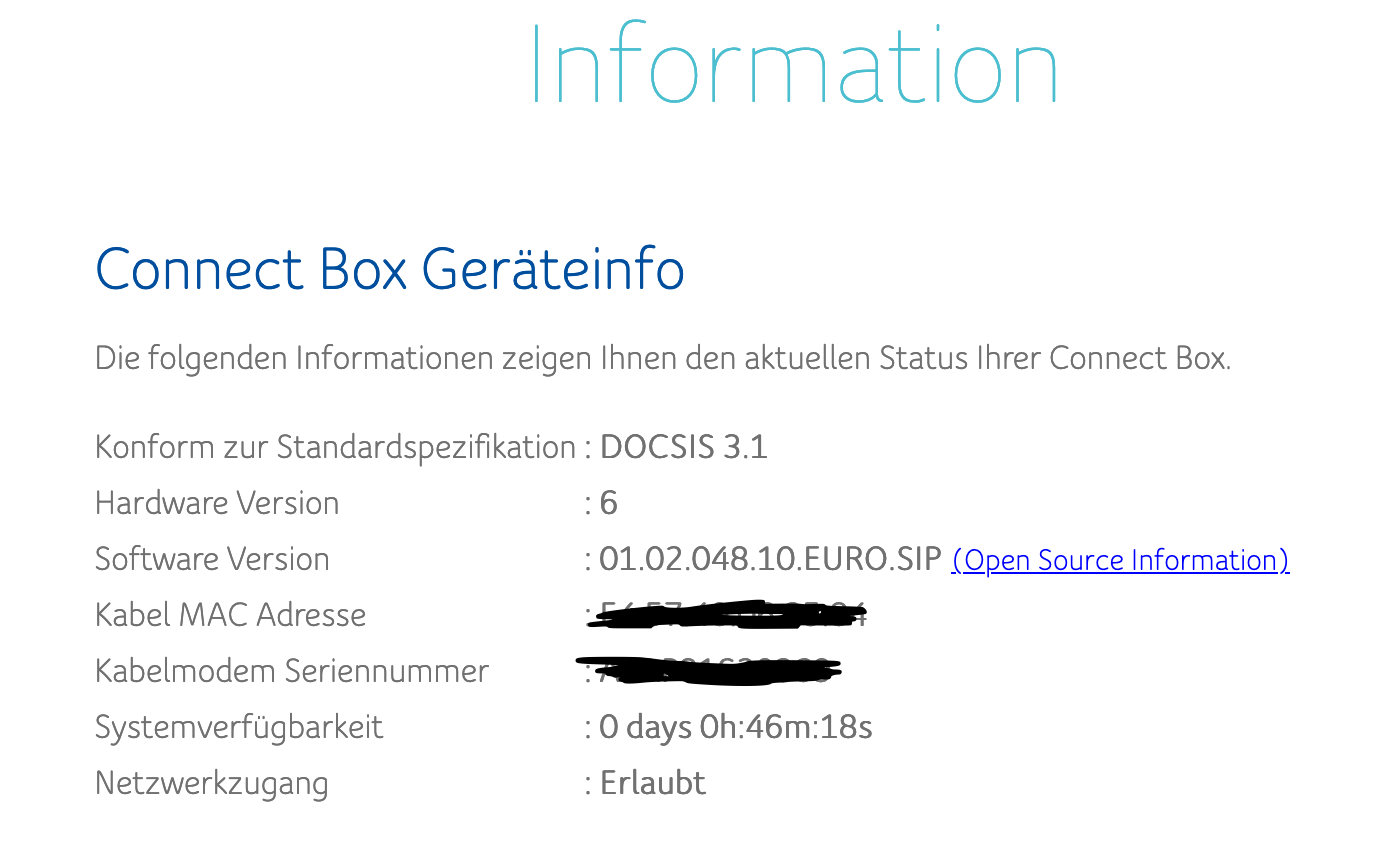 Information
Connect Box Geräteinfo
Die folgenden Informationen zeigen Ihnen den aktuellen Status Ihrer Connect Box.
Konform zur Standardspezifikation : DOCSIS 3.1
Hardware Version : 6
Software Version : 01.02.048.10.EURO.SIP (Open Source Information)
Kabel MAC Adresse :
Kabelmodem Seriennummer :
Systemverfügbarkeit : 0 days 0h:46m:18s
Netzwerkzugang : Erlaubt